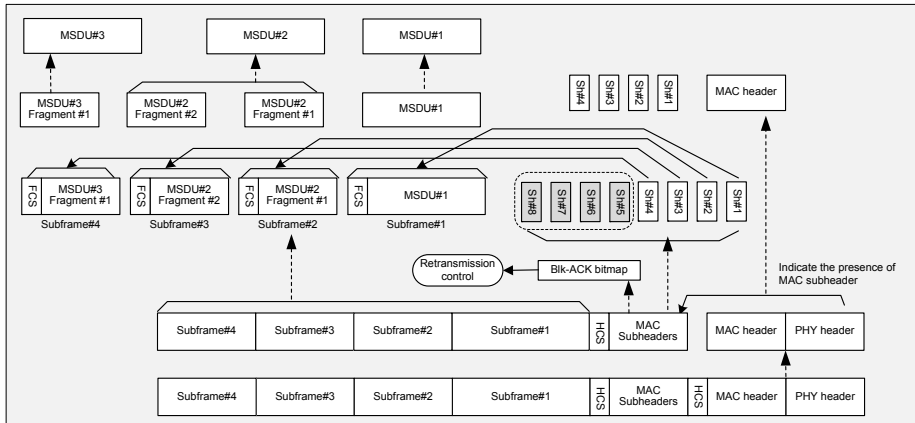 MSDU#3
MSDU#2
MSDU#1
Sh#4
Sh#3
Sh#2
Sh#1
MAC header
MSDU#3
Fragment #1
MSDU#2
Fragment #2
MSDU#2
Fragment #1
MSDU#1
FCS
MSDU#3
Fragment #1
FCS
MSDU#2
Fragment #2
FCS
MSDU#2
Fragment #1
FCS
MSDU#1
Sh#8
Sh#7
Sh#6
Sh#5
Sh#4
Sh#3
Sh#2
Sh#1
Subframe#4
Subframe#3
Subframe#2
Subframe#1
Retransmission
control
Blk-ACK bitmap
Indicate the presence of
MAC subheader
Subframe#4
Subframe#3
Subframe#2
Subframe#1
HCS
MAC
Subheaders
MAC header
PHY header
Subframe#4
Subframe#3
Subframe#2
Subframe#1
HCS
MAC
Subheaders
HCS
MAC header
PHY header